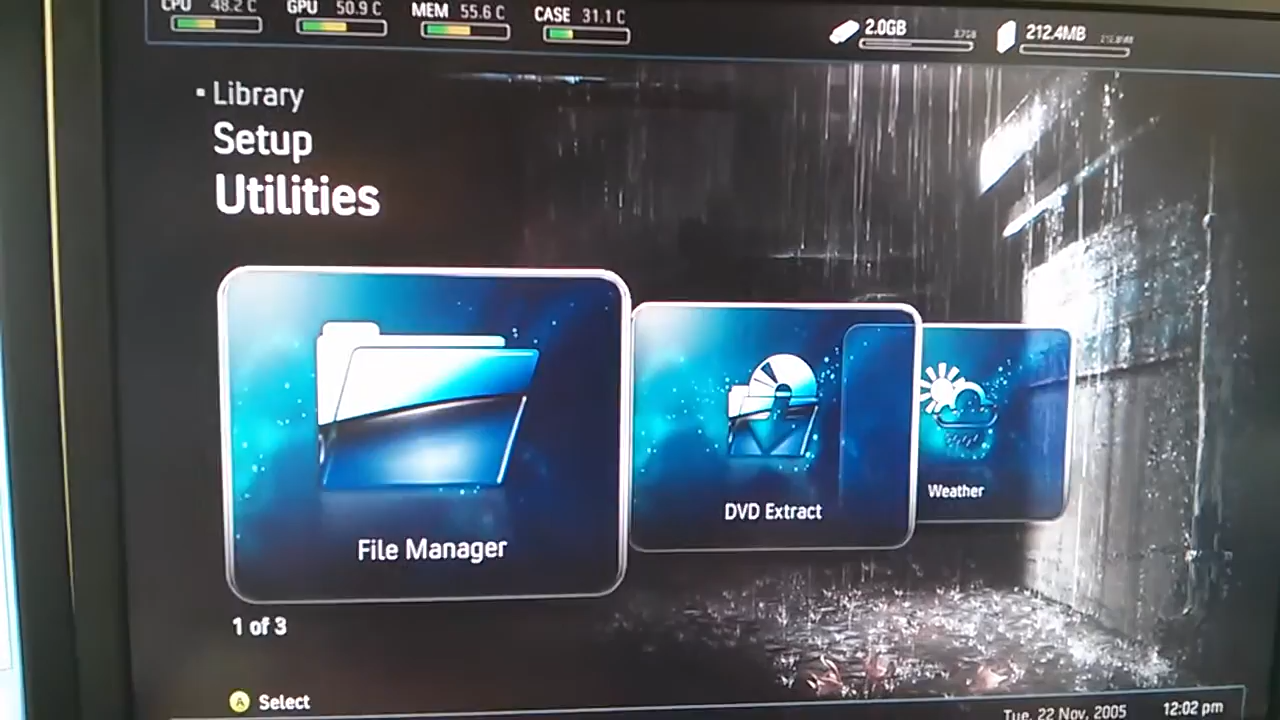 CPU 48.2 C GPU 50.9 C MEM 55.6 C CASE 31.1 C
2.0GB 212.4MB
Library
Setup
Utilities
File Manager
DVD Extract
Weather
1 of 3
A Select
Tue, 22 Nov, 2005 12:02 pm